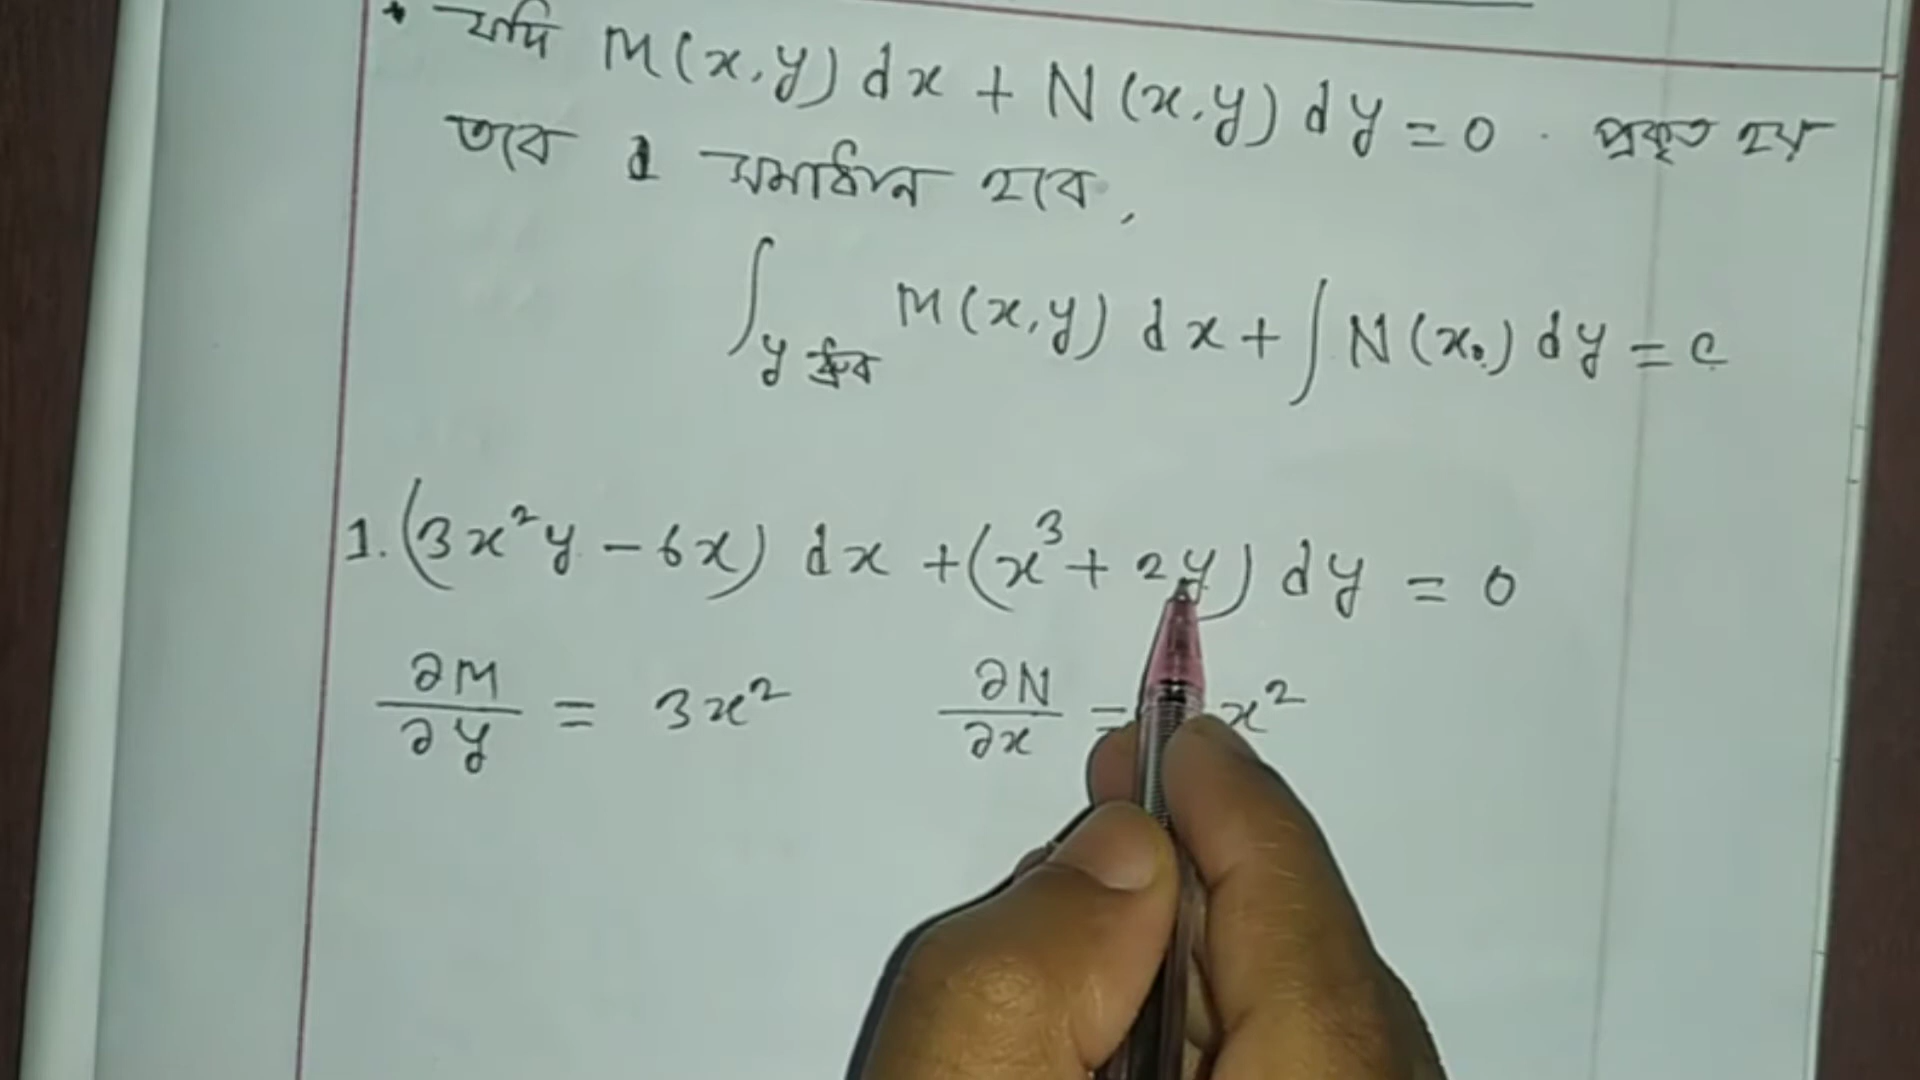 * যদি M(x,y) dx + N(x,y) dy = 0 . প্রকৃত হয়
তবে সমাধান হবে,
∫y ধ্রুব M(x,y) dx + ∫ N(x₀) dy = c
1. (3x²y - 6x) dx + (x³ + 2y) dy = 0
∂M/∂y = 3x² ∂N/∂x = x²